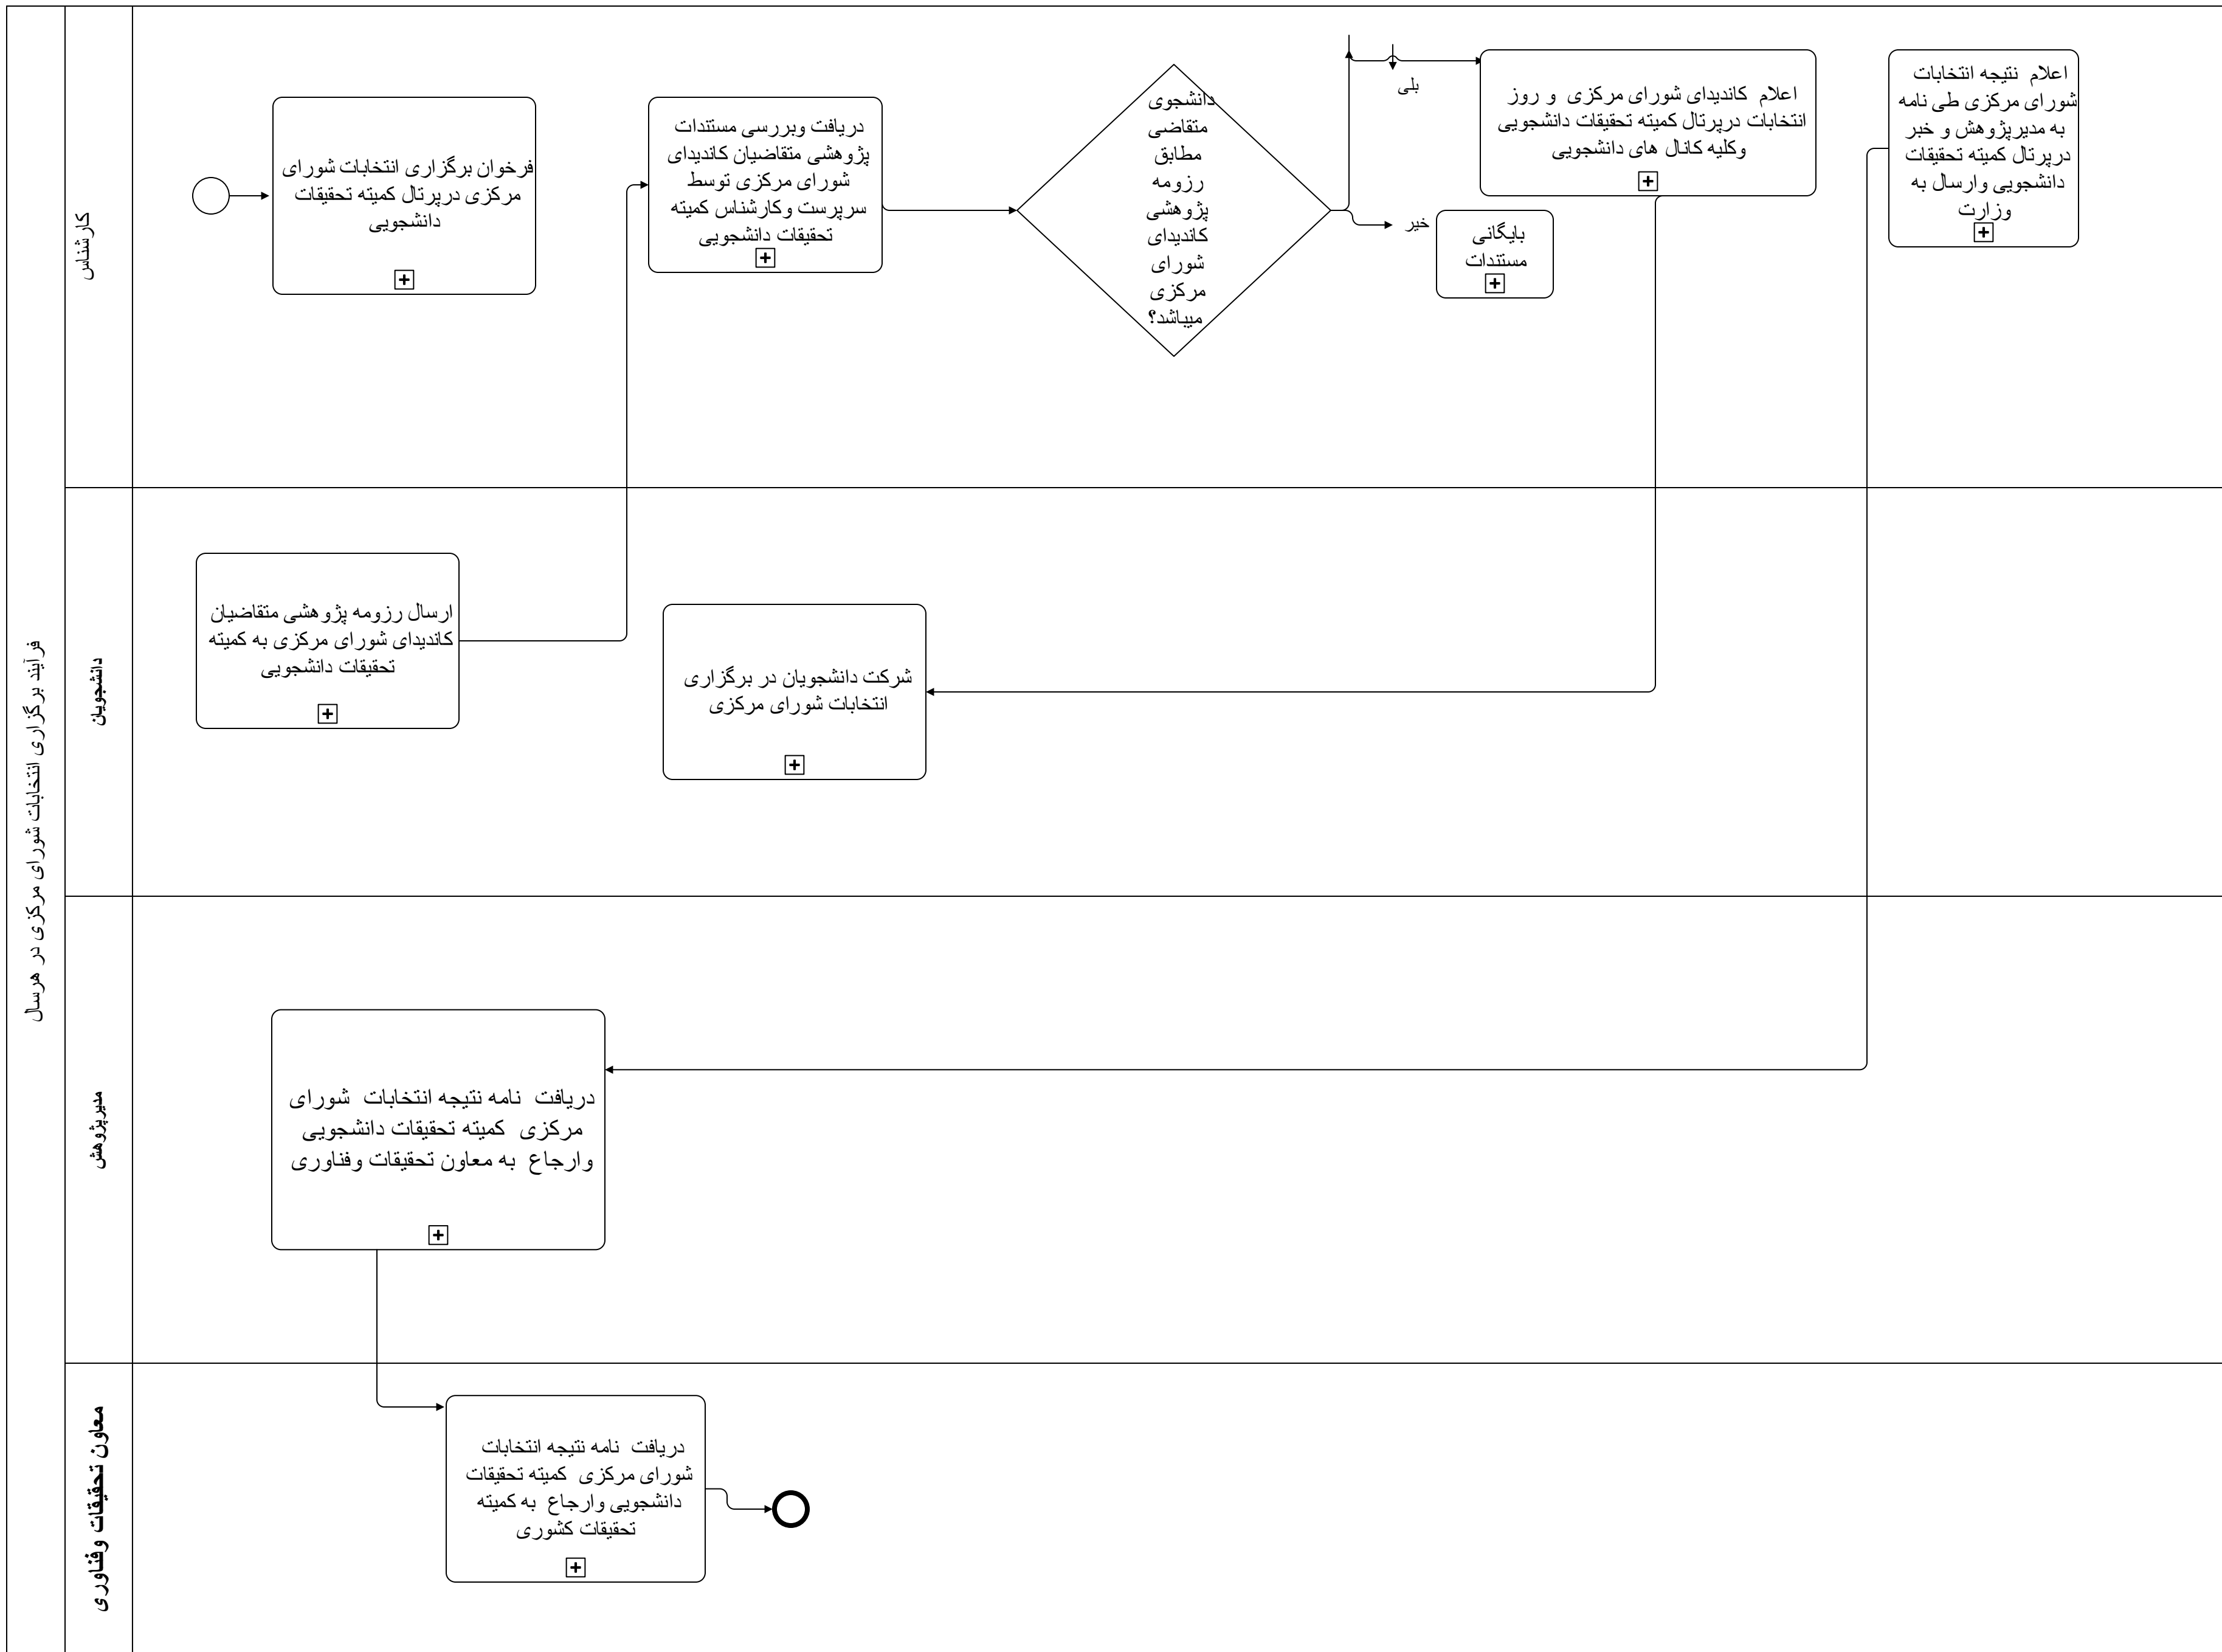 فرآیند برگزاری انتخابات شورای مرکزی در هرسال
کارشناس
فرخوان برگزاری انتخابات شورای
مرکزی درپرتال کمیته تحقیقات
دانشجویی
دریافت وبررسی مستندات
پژوهشی متقاضیان کاندیدای
شورای مرکزی توسط
سرپرست وکارشناس کمیته
تحقیقات دانشجویی
دانشجوی
متقاضی
مطابق
رزومه
پژوهشی
کاندیدای
شورای
مرکزی
میباشد؟
بلی
خیر
اعلام کاندیدای شورای مرکزی و روز
انتخابات درپرتال کمیته تحقیقات دانشجویی
وکلیه کانال های دانشجویی
بایگانی
مستندات
اعلام نتیجه انتخابات
شورای مرکزی طی نامه
به مدیرپژوهش و خبر
درپرتال کمیته تحقیقات
دانشجویی وارسال به
وزارت
دانشجویان
ارسال رزومه پژوهشی متقاضیان
کاندیدای شورای مرکزی به کمیته
تحقیقات دانشجویی
شرکت دانشجویان در برگزاری
انتخابات شورای مرکزی
مدیرپژوهش
دریافت نامه نتیجه انتخابات شورای
مرکزی کمیته تحقیقات دانشجویی
وارجاع به معاون تحقیقات وفناوری
معاون تحقیقات وفناوری
دریافت نامه نتیجه انتخابات
شورای مرکزی کمیته تحقیقات
دانشجویی وارجاع به کمیته
تحقیقات کشوری